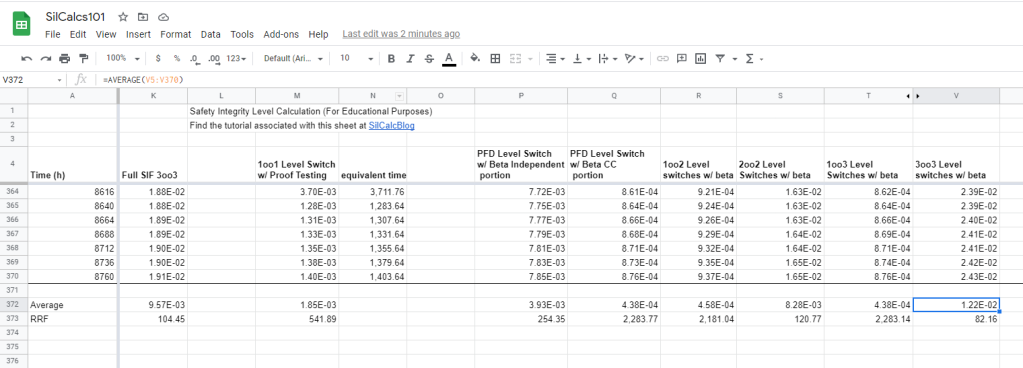 SilCalcs101
File Edit View Insert Format Data Tools Add-ons Help Last edit was 2 minutes ago
100% $ % .0 .00 123 Default (Ari... 10 B I S A
V372 fx =AVERAGE(V5:V370)
A K L M N O P Q R S T V
1 Safety Integrity Level Calculation (For Educational Purposes)
2 Find the tutorial associated with this sheet at SilCalcBlog
3
4 Time (h) Full SIF 3oo3 1oo1 Level Switch w/ Proof Testing equivalent time PFD Level Switch w/ Beta Independent portion PFD Level Switch w/ Beta CC portion 1oo2 Level switches w/ beta 2oo2 Level Switches w/ beta 1oo3 Level Switches w/ beta 3oo3 Level switches w/ beta
364 8616 1.88E-02 3.70E-03 3,711.76 7.72E-03 8.61E-04 9.21E-04 1.63E-02 8.62E-04 2.39E-02
365 8640 1.88E-02 1.28E-03 1,283.64 7.75E-03 8.64E-04 9.24E-04 1.63E-02 8.64E-04 2.39E-02
366 8664 1.89E-02 1.31E-03 1,307.64 7.77E-03 8.66E-04 9.26E-04 1.63E-02 8.66E-04 2.40E-02
367 8688 1.89E-02 1.33E-03 1,331.64 7.79E-03 8.68E-04 9.29E-04 1.64E-02 8.69E-04 2.41E-02
368 8712 1.90E-02 1.35E-03 1,355.64 7.81E-03 8.71E-04 9.32E-04 1.64E-02 8.71E-04 2.41E-02
369 8736 1.90E-02 1.38E-03 1,379.64 7.83E-03 8.73E-04 9.35E-04 1.65E-02 8.74E-04 2.42E-02
370 8760 1.91E-02 1.40E-03 1,403.64 7.85E-03 8.76E-04 9.37E-04 1.65E-02 8.76E-04 2.43E-02
371
372 Average 9.57E-03 1.85E-03 3.93E-03 4.38E-04 4.58E-04 8.28E-03 4.38E-04 1.22E-02
373 RRF 104.45 541.89 254.35 2,283.77 2,181.04 120.77 2,283.14 82.16
374
375
376